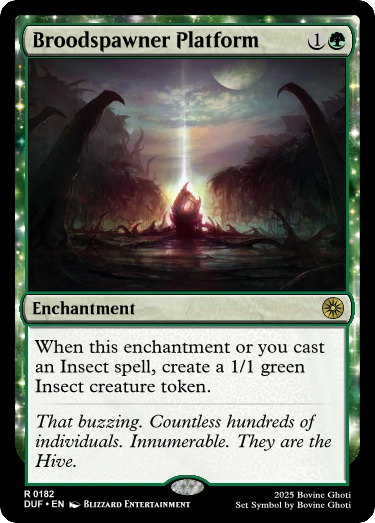 Broodspawner Platform 1
Enchantment
When this enchantment or you cast
an Insect spell, create a 1/1 green
Insect creature token.
That buzzing. Countless hundreds of
individuals. Innumerable. They are the
Hive.
R 0182
DUF • EN Blizzard Entertainment
2025 Bovine Ghoti
Set Symbol by Bovine Ghoti